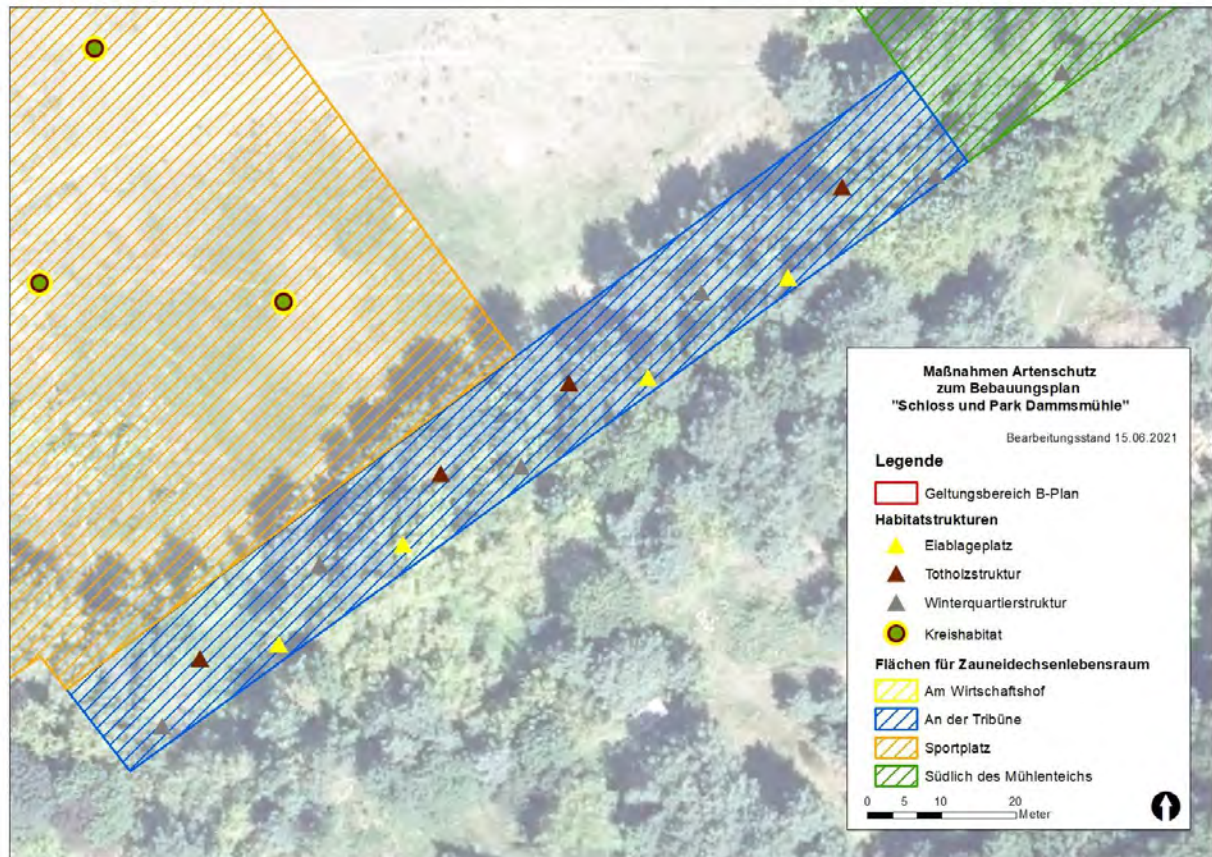 Maßnahmen Artenschutz
zum Bebauungsplan
"Schloss und Park Dammsmühle"
Bearbeitungsstand 15.06.2021
Legende
Geltungsbereich B-Plan
Habitatstrukturen
Eiablageplatz
Totholzstruktur
Winterquartierstruktur
Kreishabitat
Flächen für Zauneidechsenlebensraum
Am Wirtschaftshof
An der Tribüne
Sportplatz
Südlich des Mühlenteichs
0 5 10 20
Meter